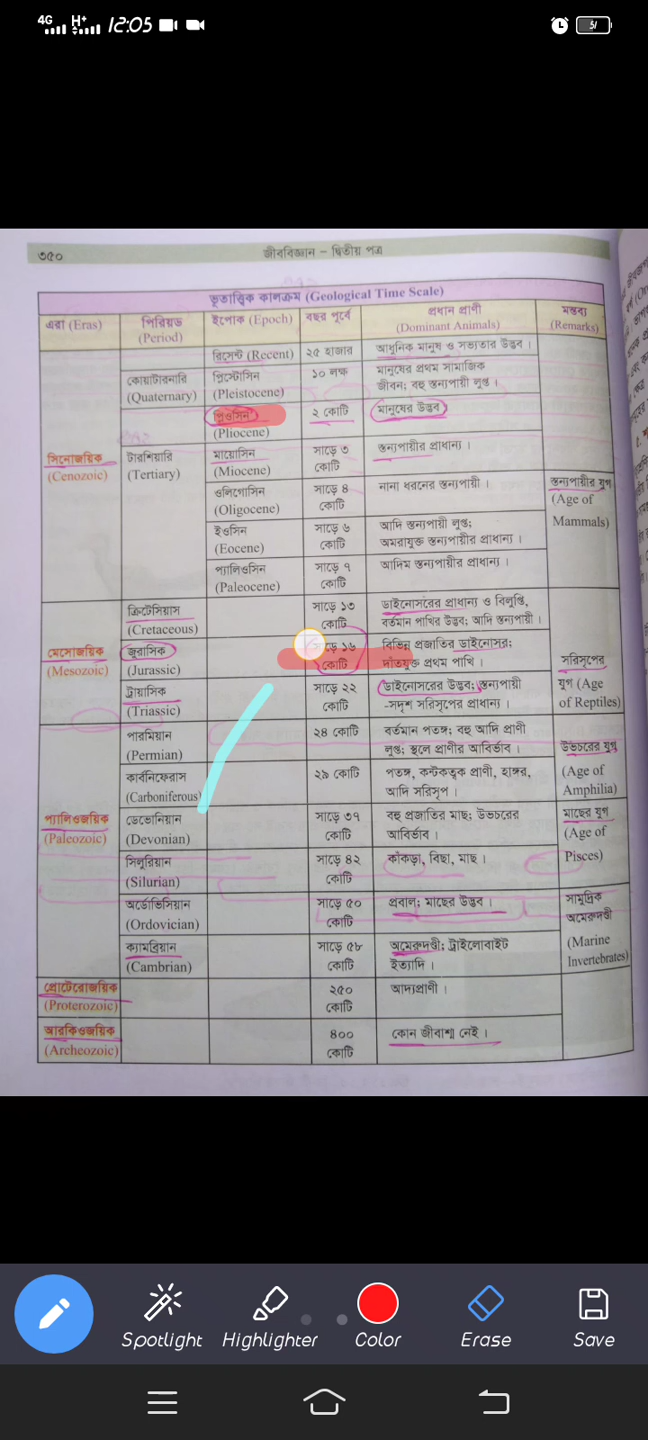 4G H+ 12:05 51
৩৫০ জীববিজ্ঞান – দ্বিতীয় পত্র
ভূতাত্ত্বিক কালক্রম (Geological Time Scale)
এরা (Eras) পিরিয়ড (Period) ইপোক (Epoch) বছর পূর্বে প্রধান প্রাণী (Dominant Animals) মন্তব্য (Remarks)
রিসেন্ট (Recent) ২৫ হাজার আধুনিক মানুষ ও সভ্যতার উদ্ভব।
কোয়াটারনারি প্লিস্টোসিন ১০ লক্ষ মানুষের প্রথম সামাজিক
(Quaternary) (Pleistocene) জীবন; বহু স্তন্যপায়ী লুপ্ত।
প্লিওসিন ২ কোটি মানুষের উদ্ভব
(Pliocene)
সিনোজয়িক টারশিয়ারি মায়োসিন সাড়ে ৩ স্তন্যপায়ীর প্রাধান্য।
(Cenozoic) (Tertiary) (Miocene) কোটি
ওলিগোসিন সাড়ে ৪ নানা ধরনের স্তন্যপায়ী। স্তন্যপায়ীর যুগ
(Oligocene) কোটি (Age of
ইওসিন সাড়ে ৬ আদি স্তন্যপায়ী লুপ্ত; Mammals)
(Eocene) কোটি অমরাযুক্ত স্তন্যপায়ীর প্রাধান্য।
প্যালিওসিন সাড়ে ৭ আদিম স্তন্যপায়ীর প্রাধান্য।
(Paleocene) কোটি
ক্রিটেসিয়াস সাড়ে ১৩ ডাইনোসরের প্রাধান্য ও বিলুপ্তি,
(Cretaceous) কোটি বর্তমান পাখির উদ্ভব; আদি স্তন্যপায়ী।
মেসোজয়িক জুরাসিক সাড়ে ১৬ বিভিন্ন প্রজাতির ডাইনোসর;
(Mesozoic) (Jurassic) কোটি দাঁতযুক্ত প্রথম পাখি। সরিসৃপের
ট্রায়াসিক সাড়ে ২২ ডাইনোসরের উদ্ভব; স্তন্যপায়ী যুগ (Age
(Triassic) কোটি -সদৃশ সরিসৃপের প্রাধান্য। of Reptiles)
পারমিয়ান ২৪ কোটি বর্তমান পতঙ্গ; বহু আদি প্রাণী
(Permian) লুপ্ত; স্থলে প্রাণীর আবির্ভাব। উভচরের যুগ
কার্বনিফেরাস ২৯ কোটি পতঙ্গ, কন্টকত্বক প্রাণী, হাঙ্গর, (Age of
(Carboniferous) আদি সরিসৃপ। Amphilia)
প্যালিওজয়িক ডেভোনিয়ান সাড়ে ৩৭ বহু প্রজাতির মাছ; উভচরের মাছের যুগ
(Paleozoic) (Devonian) কোটি আবির্ভাব। (Age of
সিলুরিয়ান সাড়ে ৪২ কাঁকড়া, বিছা, মাছ। Pisces)
(Silurian) কোটি
অর্ডোভিসিয়ান সাড়ে ৫০ প্রবাল; মাছের উদ্ভব। সামুদ্রিক
(Ordovician) কোটি অমেরুদণ্ডী
ক্যামব্রিয়ান সাড়ে ৫৮ অমেরুদণ্ডী; ট্রাইলোবাইট (Marine
(Cambrian) কোটি ইত্যাদি। Invertebrates)
প্রোটেরোজয়িক ২৫০ আদ্যপ্রাণী।
(Proterozoic) কোটি
আরকিওজয়িক ৪০০ কোন জীবাশ্ম নেই।
(Archeozoic) কোটি
Spotlight Highlighter Color Erase Save